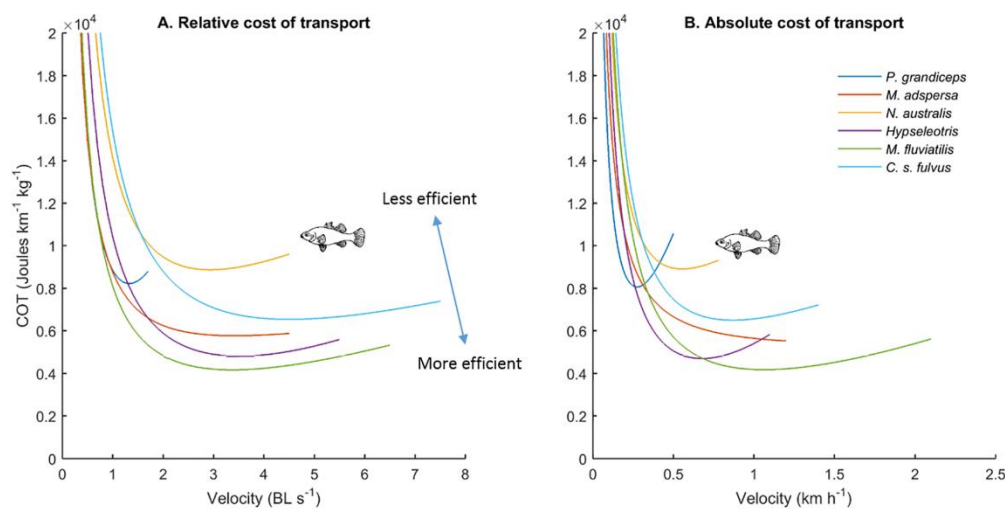 A. Relative cost of transport
×10⁴
2
1.8
1.6
1.4
1.2
1
0.8
0.6
0.4
0.2
0
COT (Joules km⁻¹ kg⁻¹)
0 1 2 3 4 5 6 7 8
Velocity (BL s⁻¹)
Less efficient
More efficient
B. Absolute cost of transport
×10⁴
2
1.8
1.6
1.4
1.2
1
0.8
0.6
0.4
0.2
0
0 0.5 1 1.5 2 2.5
Velocity (km h⁻¹)
P. grandiceps
M. adspersa
N. australis
Hypseleotris
M. fluviatilis
C. s. fulvus